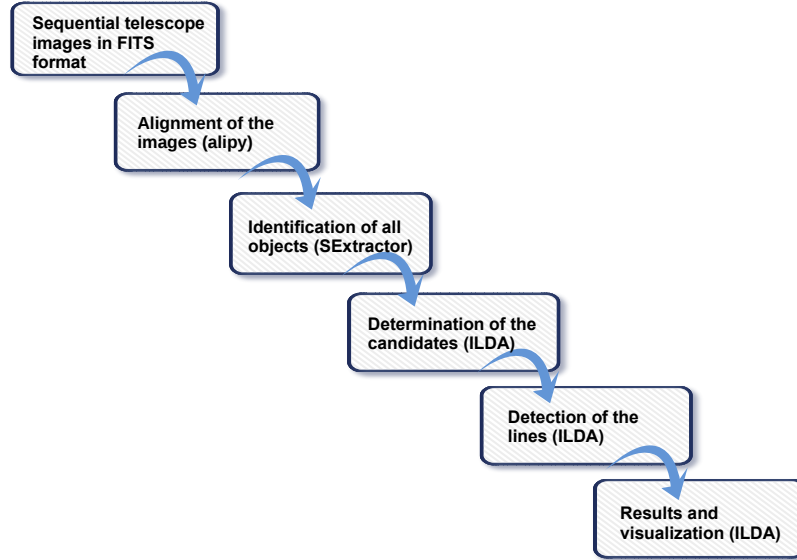 Sequential telescope
images in FITS
format
Alignment of the
images (alipy)
Identification of all
objects (SExtractor)
Determination of the
candidates (ILDA)
Detection of the
lines (ILDA)
Results and
visualization (ILDA)